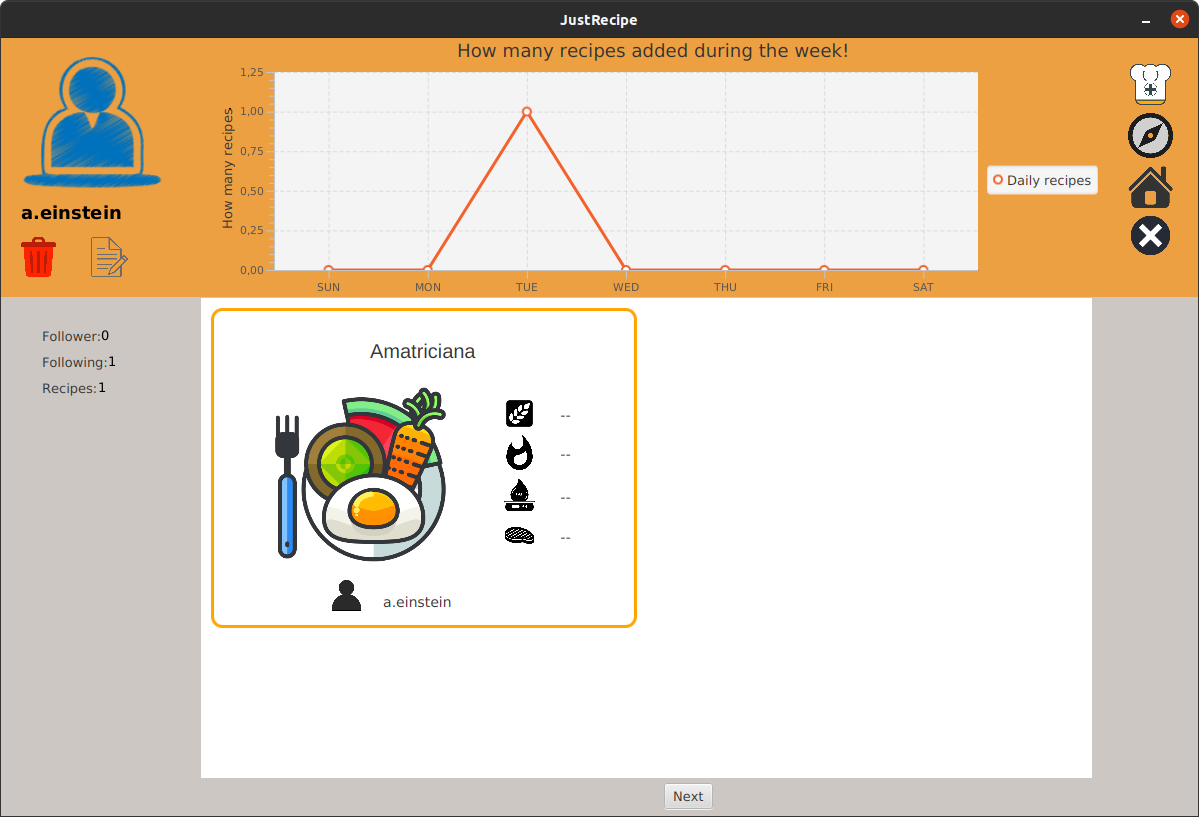 JustRecipe
How many recipes added during the week!
How many recipes
1,25
1,00
0,75
0,50
0,25
0,00
SUN MON TUE WED THU FRI SAT
Daily recipes
a.einstein
Follower:0
Following:1
Recipes:1
Amatriciana
--
--
--
--
a.einstein
Next